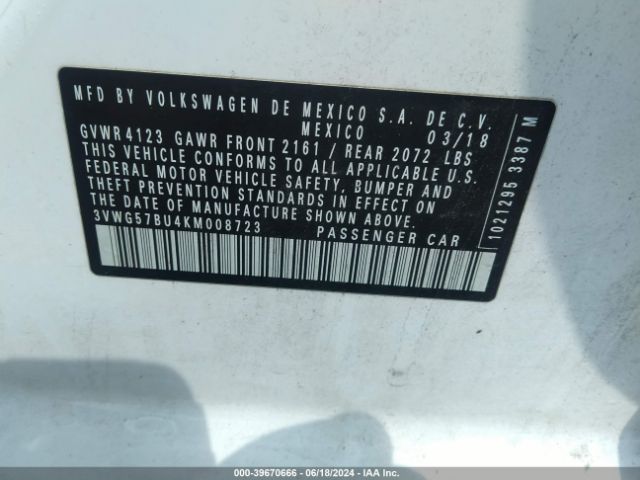 MFD BY VOLKSWAGEN DE MEXICO S.A. DE C.V.
MEXICO 03/18
GVWR 4123 GAWR FRONT 2161 / REAR 2072 LBS
THIS VEHICLE CONFORMS TO ALL APPLICABLE U.S.
FEDERAL MOTOR VEHICLE SAFETY, BUMPER AND
THEFT PREVENTION STANDARDS IN EFFECT ON
THE DATE OF MANUFACTURE SHOWN ABOVE.
3VWG57BU4KM008723 PASSENGER CAR
1021295 3387 M
000-39670666 - 06/18/2024 - IAA Inc.